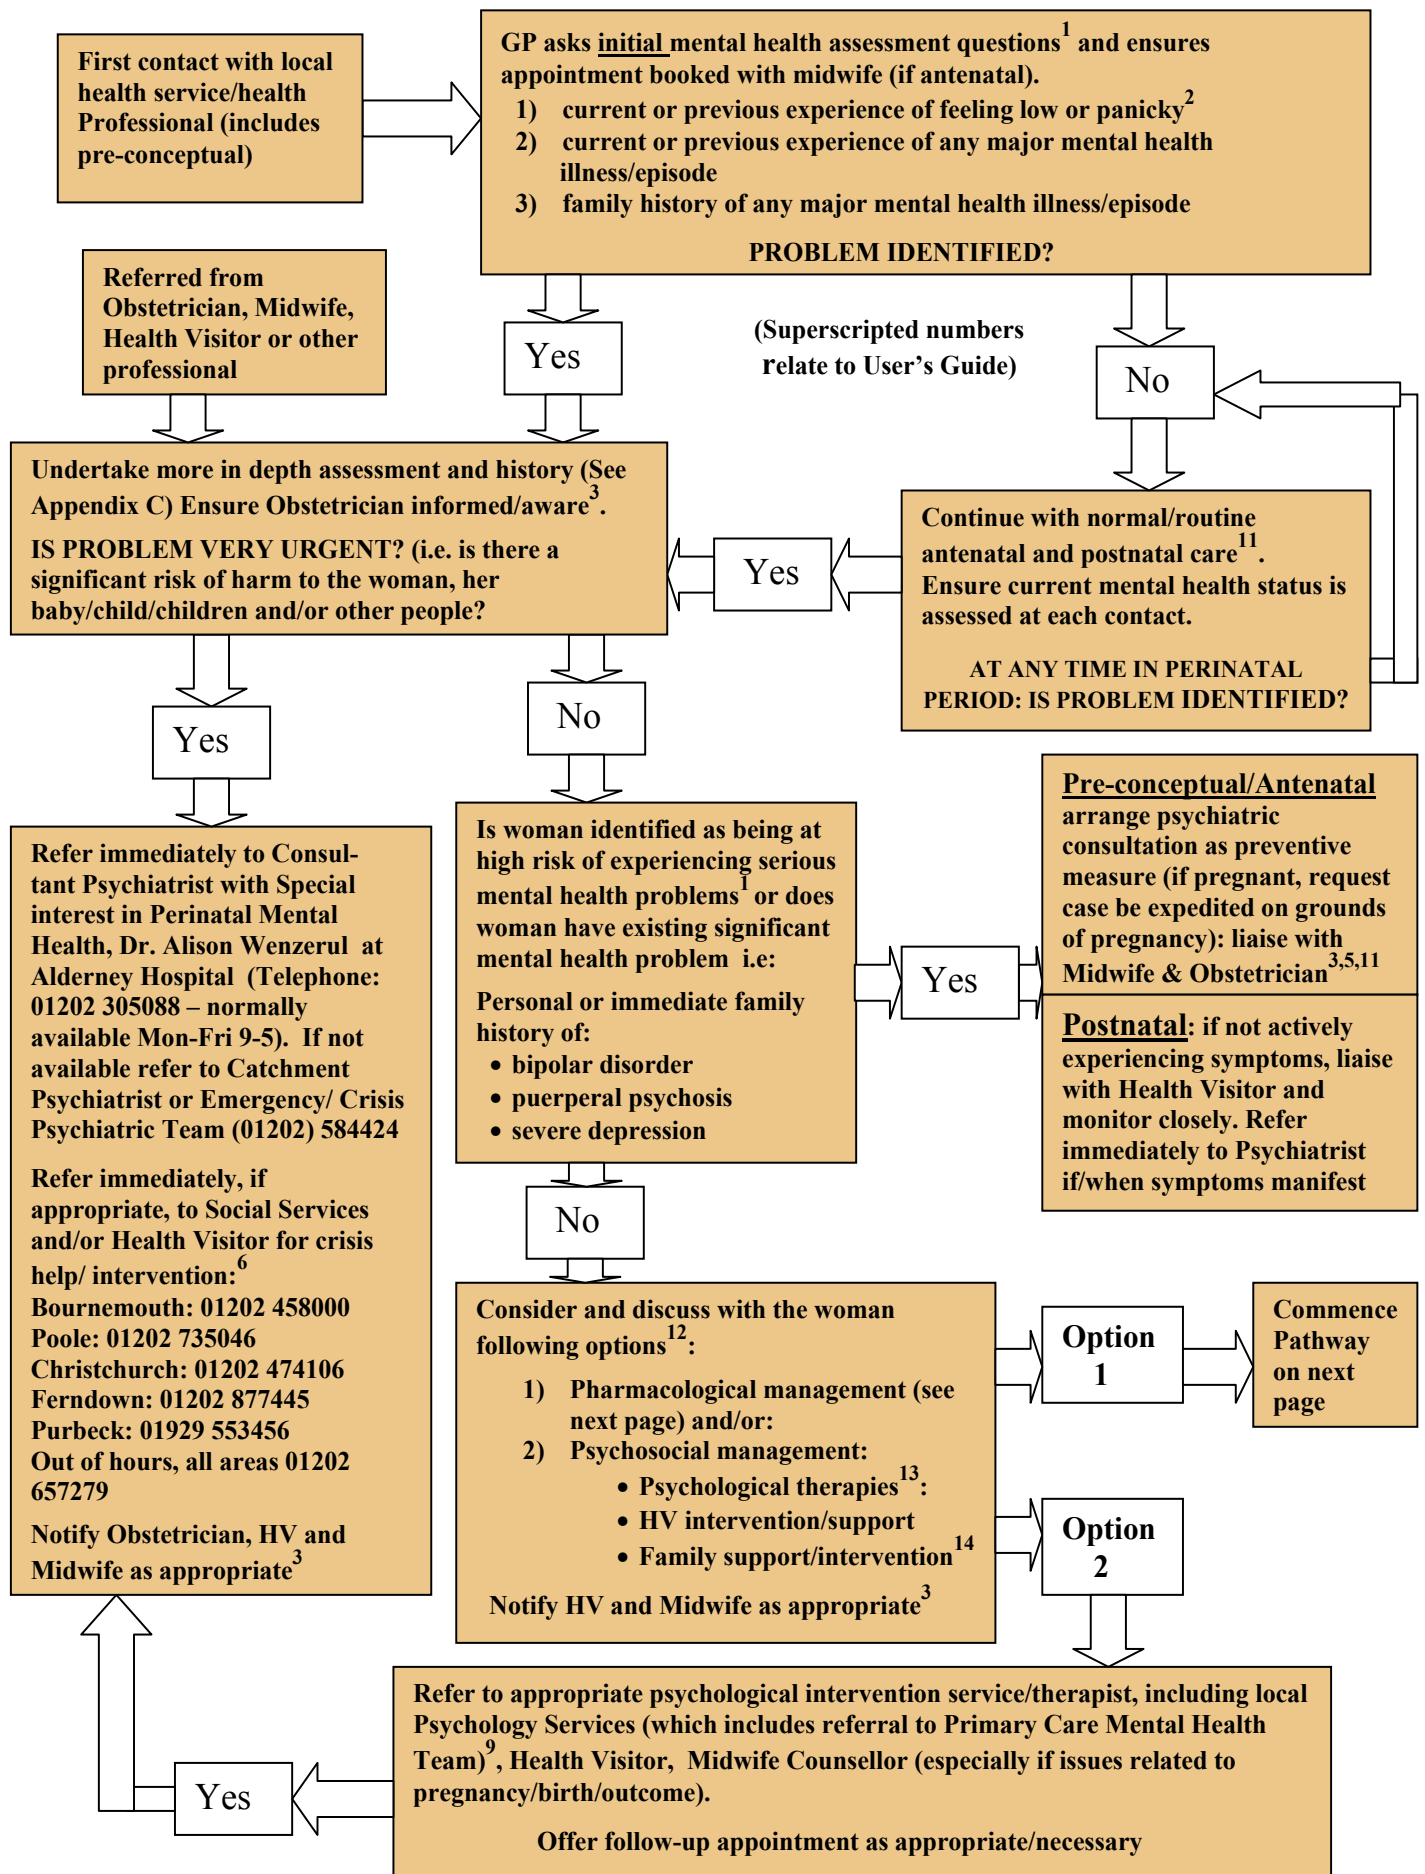 First contact with local
health service/health
Professional (includes
pre-conceptual)
GP asks initial mental health assessment questions1 and ensures
appointment booked with midwife (if antenatal).
1) current or previous experience of feeling low or panicky2
2) current or previous experience of any major mental health
illness/episode
3) family history of any major mental health illness/episode
PROBLEM IDENTIFIED?
Referred from
Obstetrician, Midwife,
Health Visitor or other
professional
Yes
(Superscripted numbers
relate to User’s Guide)
No
Undertake more in depth assessment and history (See
Appendix C) Ensure Obstetrician informed/aware3.
IS PROBLEM VERY URGENT? (i.e. is there a
significant risk of harm to the woman, her
baby/child/children and/or other people?
Yes
Continue with normal/routine
antenatal and postnatal care11.
Ensure current mental health status is
assessed at each contact.
AT ANY TIME IN PERINATAL
PERIOD: IS PROBLEM IDENTIFIED?
Yes
No
Refer immediately to Consul-
tant Psychiatrist with Special
interest in Perinatal Mental
Health, Dr. Alison Wenzerul at
Alderney Hospital (Telephone:
01202 305088 – normally
available Mon-Fri 9-5). If not
available refer to Catchment
Psychiatrist or Emergency/ Crisis
Psychiatric Team (01202) 584424
Refer immediately, if
appropriate, to Social Services
and/or Health Visitor for crisis
help/ intervention:6
Bournemouth: 01202 458000
Poole: 01202 735046
Christchurch: 01202 474106
Ferndown: 01202 877445
Purbeck: 01929 553456
Out of hours, all areas 01202
657279
Notify Obstetrician, HV and
Midwife as appropriate3
Is woman identified as being at
high risk of experiencing serious
mental health problems1 or does
woman have existing significant
mental health problem i.e:
Personal or immediate family
history of:
• bipolar disorder
• puerperal psychosis
• severe depression
Yes
Pre-conceptual/Antenatal
arrange psychiatric
consultation as preventive
measure (if pregnant, request
case be expedited on grounds
of pregnancy): liaise with
Midwife & Obstetrician3,5,11
Postnatal: if not actively
experiencing symptoms, liaise
with Health Visitor and
monitor closely. Refer
immediately to Psychiatrist
if/when symptoms manifest
No
Consider and discuss with the woman
following options12:
1) Pharmacological management (see
next page) and/or:
2) Psychosocial management:
• Psychological therapies13:
• HV intervention/support
• Family support/intervention14
Notify HV and Midwife as appropriate3
Option
1
Commence
Pathway
on next
page
Option
2
Refer to appropriate psychological intervention service/therapist, including local
Psychology Services (which includes referral to Primary Care Mental Health
Team)9, Health Visitor, Midwife Counsellor (especially if issues related to
pregnancy/birth/outcome).
Offer follow-up appointment as appropriate/necessary
Yes